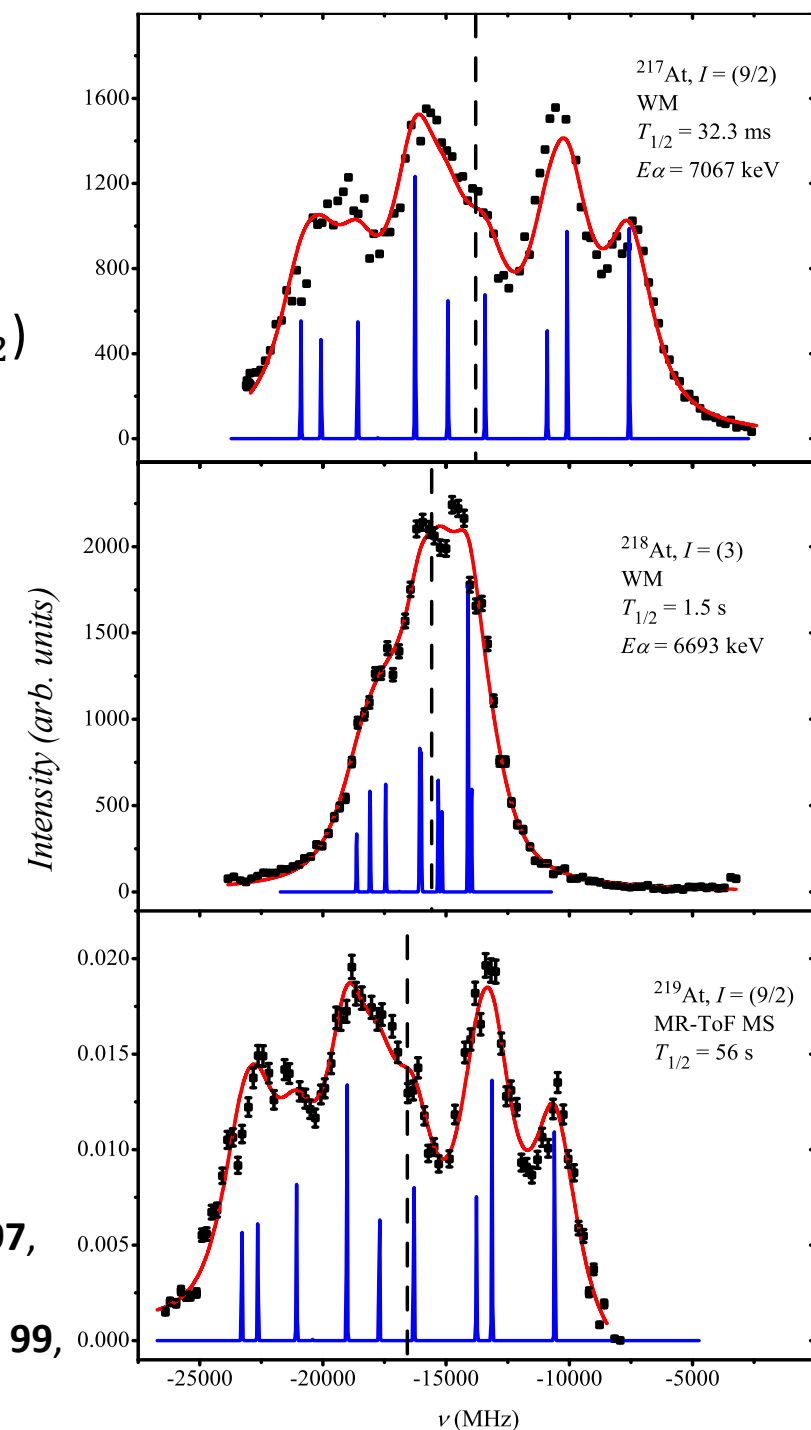 ²¹⁷At, I = (9/2)
WM
T₁/₂ = 32.3 ms
Eα = 7067 keV
1600
1200
800
400
0
₂)
²¹⁸At, I = (3)
WM
T₁/₂ = 1.5 s
Eα = 6693 keV
2000
1500
1000
500
0
Intensity (arb. units)
²¹⁹At, I = (9/2)
MR-ToF MS
T₁/₂ = 56 s
0.020
0.015
0.010
0.005
0.000
97,
99,
-25000 -20000 -15000 -10000 -5000
ν (MHz)